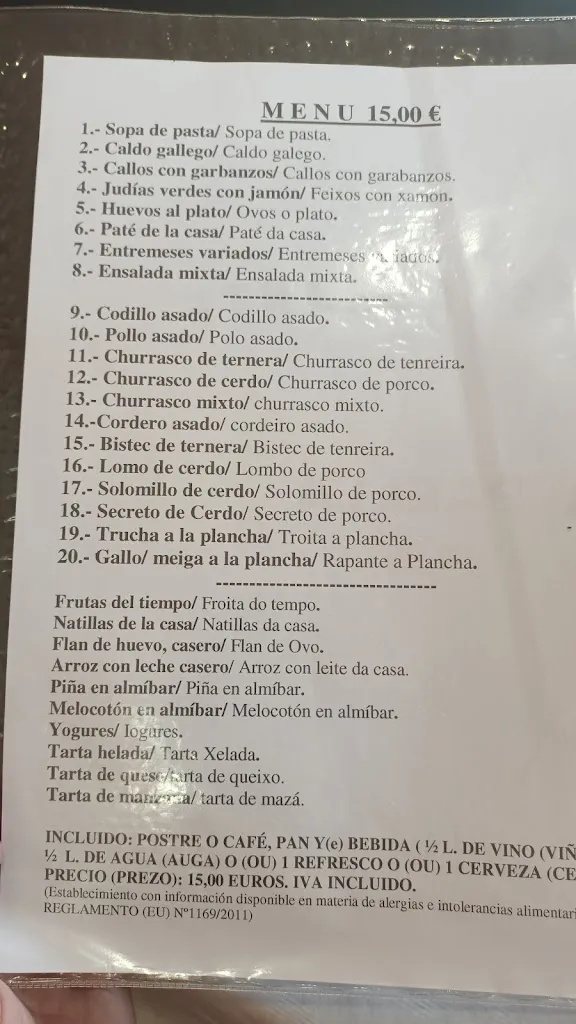 MENU 15,00 €
1.- Sopa de pasta/ Sopa de pasta.
2.- Caldo gallego/ Caldo galego.
3.- Callos con garbanzos/ Callos con garabanzos.
4.- Judías verdes con jamón/ Feixos con xamon.
5.- Huevos al plato/ Ovos o plato.
6.- Paté de la casa/ Paté da casa.
7.- Entremeses variados/ Entremeses
8.- Ensalada mixta/ Ensalada mixta.
-------------------------
9.- Codillo asado/ Codillo asado.
10.- Pollo asado/ Polo asado.
11.- Churrasco de ternera/ Churrasco de tenreira.
12.- Churrasco de cerdo/ Churrasco de porco.
13.- Churrasco mixto/ churrasco mixto.
14.-Cordero asado/ cordeiro asado.
15.- Bistec de ternera/ Bistec de tenreira.
16.- Lomo de cerdo/ Lombo de porco
17.- Solomillo de cerdo/ Solomillo de porco.
18.- Secreto de Cerdo/ Secreto de porco.
19.- Trucha a la plancha/ Troita a plancha.
20.- Gallo/ meiga a la plancha/ Rapante a Plancha.
---------------------------------
Frutas del tiempo/ Froita do tempo.
Natillas de la casa/ Natillas da casa.
Flan de huevo, casero/ Flan de Ovo.
Arroz con leche casero/ Arroz con leite da casa.
Piña en almíbar/ Piña en almíbar.
Melocotón en almíbar/ Melocotón en almíbar.
Yogures/ Iogures.
Tarta helada/ Tarta Xelada.
Tarta de queso/tarta de queixo.
Tarta de manzana/ tarta de mazá.
INCLUIDO: POSTRE O CAFÉ, PAN Y(e) BEBIDA ( ½ L. DE VINO (VIÑ
½ L. DE AGUA (AUGA) O (OU) 1 REFRESCO O (OU) 1 CERVEZA (CE
PRECIO (PREZO): 15,00 EUROS. IVA INCLUIDO.
(Establecimiento con información disponible en materia de alergias e intolerancias alimentari
REGLAMENTO (EU) Nº1169/2011)